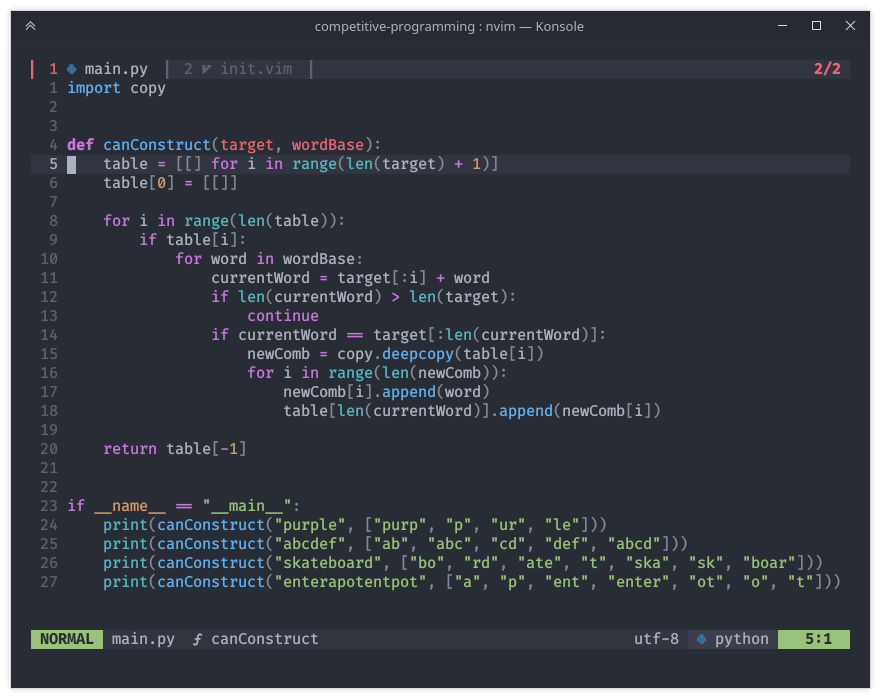 competitive-programming : nvim — Konsole
1 main.py | 2 init.vim | 2/2
1 import copy
2
3
4 def canConstruct(target, wordBase):
5     table = [[] for i in range(len(target) + 1)]
6     table[0] = [[]]
7
8     for i in range(len(table)):
9         if table[i]:
10             for word in wordBase:
11                 currentWord = target[:i] + word
12                 if len(currentWord) > len(target):
13                     continue
14                 if currentWord == target[:len(currentWord)]:
15                     newComb = copy.deepcopy(table[i])
16                     for i in range(len(newComb)):
17                         newComb[i].append(word)
18                         table[len(currentWord)].append(newComb[i])
19
20     return table[-1]
21
22
23 if __name__ == "__main__":
24     print(canConstruct("purple", ["purp", "p", "ur", "le"]))
25     print(canConstruct("abcdef", ["ab", "abc", "cd", "def", "abcd"]))
26     print(canConstruct("skateboard", ["bo", "rd", "ate", "t", "ska", "sk", "boar"]))
27     print(canConstruct("enterapotentpot", ["a", "p", "ent", "enter", "ot", "o", "t"]))
NORMAL main.py ƒ canConstruct utf-8 python 5:1